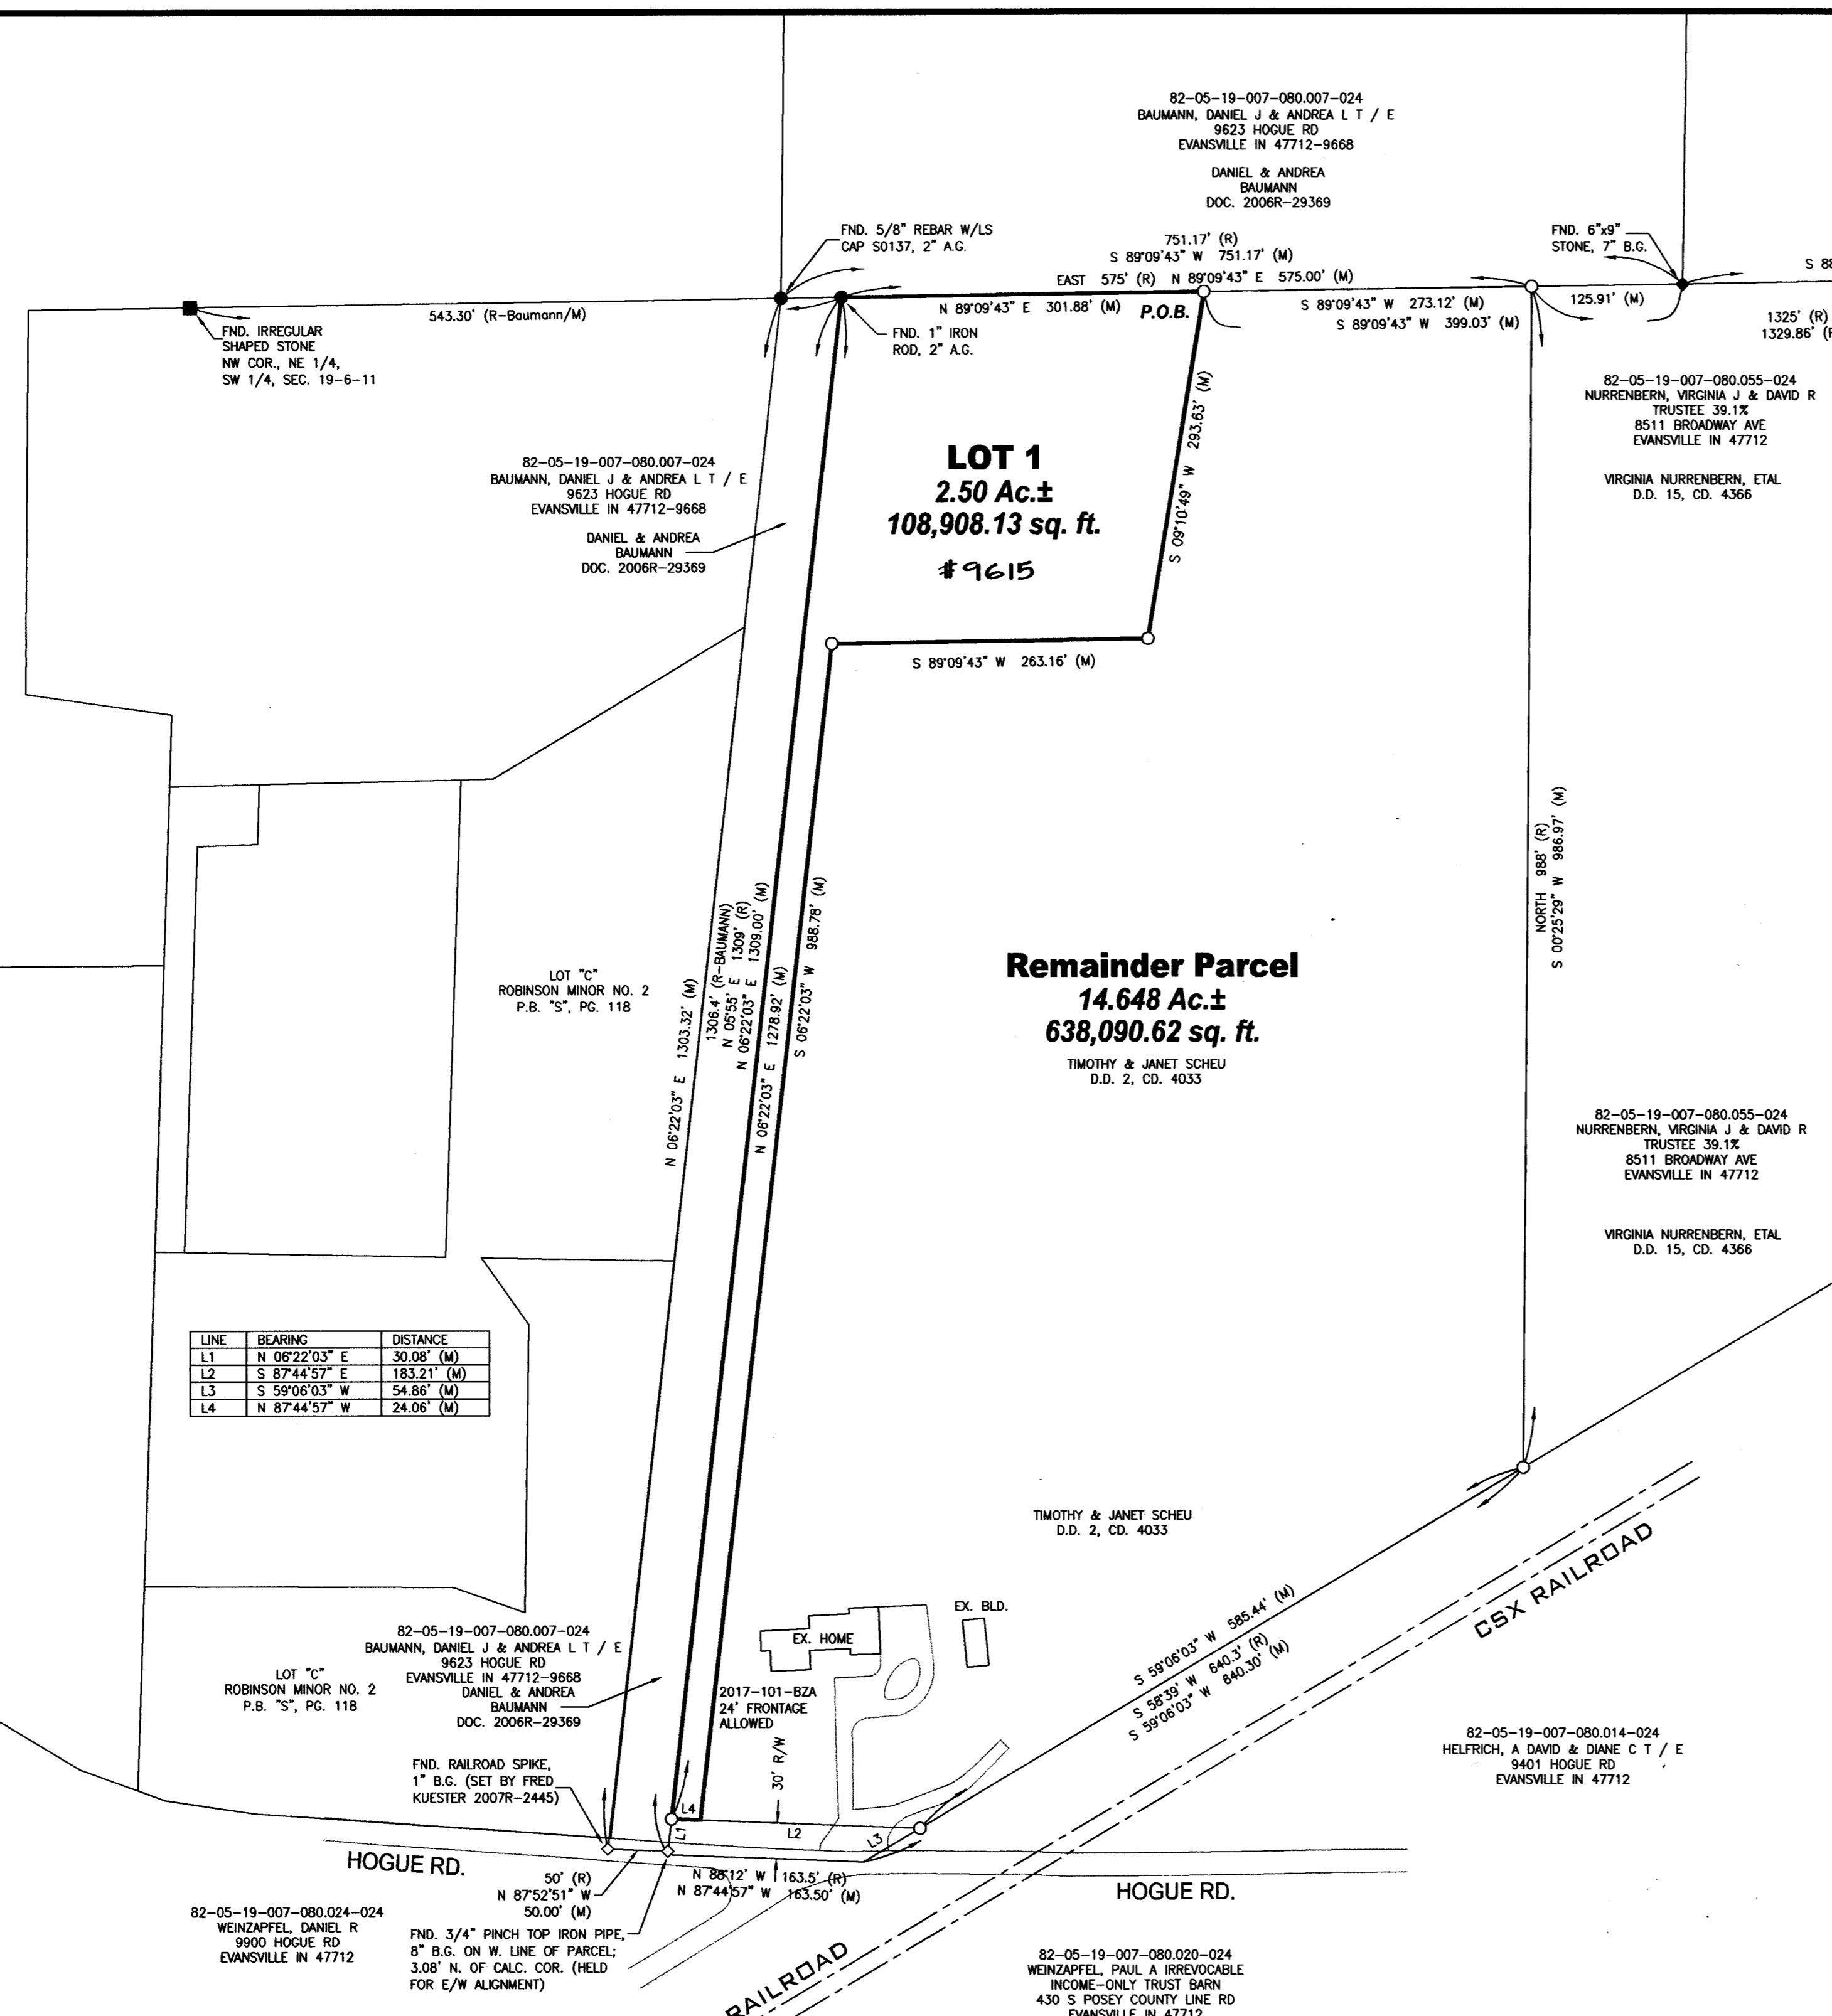 82-05-19-007-080.007-024
BAUMANN, DANIEL J & ANDREA L T / E
9623 HOGUE RD
EVANSVILLE IN 47712-9668
DANIEL & ANDREA
BAUMANN
DOC. 2006R-29369
FND. 5/8" REBAR W/LS
CAP S0137, 2" A.G.
751.17' (R)
S 89°09'43" W 751.17' (M)
EAST 575' (R) N 89°09'43" E 575.00' (M)
FND. 6"x9"
STONE, 7" B.G.
S 88
543.30' (R-Baumann/M)
N 89°09'43" E 301.88' (M)
P.O.B.
S 89°09'43" W 273.12' (M)
S 89°09'43" W 399.03' (M)
125.91' (M)
1325' (R)
1329.86'
FND. IRREGULAR
SHAPED STONE
NW COR., NE 1/4,
SW 1/4, SEC. 19-6-11
FND. 1" IRON
ROD, 2" A.G.
82-05-19-007-080.055-024
NURRENBERN, VIRGINIA J & DAVID R
TRUSTEE 39.1%
8511 BROADWAY AVE
EVANSVILLE IN 47712
VIRGINIA NURRENBERN, ETAL
D.D. 15, CD. 4366
82-05-19-007-080.007-024
BAUMANN, DANIEL J & ANDREA L T / E
9623 HOGUE RD
EVANSVILLE IN 47712-9668
DANIEL & ANDREA
BAUMANN
DOC. 2006R-29369
LOT 1
2.50 Ac.±
108,908.13 sq. ft.
#9615
S 09°10'49" W 293.63' (M)
S 89°09'43" W 263.16' (M)
NORTH 988' (R)
S 00°25'29" W 986.97' (M)
N 06°22'03" E 1303.32' (M)
1306.4' (R-BAUMANN)
N 05°55' E 1309' (R)
N 06°22'03" E 1309.00' (M)
N 06°22'03" E 1278.92' (M)
S 06°22'03" W 988.78' (M)
LOT "C"
ROBINSON MINOR NO. 2
P.B. "S", PG. 118
Remainder Parcel
14.648 Ac.±
638,090.62 sq. ft.
TIMOTHY & JANET SCHEU
D.D. 2, CD. 4033
82-05-19-007-080.055-024
NURRENBERN, VIRGINIA J & DAVID R
TRUSTEE 39.1%
8511 BROADWAY AVE
EVANSVILLE IN 47712
VIRGINIA NURRENBERN, ETAL
D.D. 15, CD. 4366
LINE BEARING DISTANCE
L1 N 06°22'03" E 30.08' (M)
L2 S 87°44'57" E 183.21' (M)
L3 S 59°06'03" W 54.86' (M)
L4 N 87°44'57" W 24.06' (M)
TIMOTHY & JANET SCHEU
D.D. 2, CD. 4033
CSX RAILROAD
S 59°06'03" W 585.44' (M)
S 58°39' W 640.3' (R)
S 59°06'03" W 640.30' (M)
EX. BLD.
EX. HOME
82-05-19-007-080.007-024
BAUMANN, DANIEL J & ANDREA L T / E
9623 HOGUE RD
EVANSVILLE IN 47712-9668
DANIEL & ANDREA
BAUMANN
DOC. 2006R-29369
LOT "C"
ROBINSON MINOR NO. 2
P.B. "S", PG. 118
2017-101-BZA
24' FRONTAGE
ALLOWED
30' R/W
82-05-19-007-080.014-024
HELFRICH, A DAVID & DIANE C T / E
9401 HOGUE RD
EVANSVILLE IN 47712
FND. RAILROAD SPIKE,
1" B.G. (SET BY FRED
KUESTER 2007R-2445)
L4
L1
L2
L3
HOGUE RD.
50' (R)
N 87°52'51" W
50.00' (M)
N 88°12' W 163.5' (R)
N 87°44'57" W 163.50' (M)
HOGUE RD.
82-05-19-007-080.024-024
WEINZAPFEL, DANIEL R
9900 HOGUE RD
EVANSVILLE IN 47712
FND. 3/4" PINCH TOP IRON PIPE,
8" B.G. ON W. LINE OF PARCEL;
3.08' N. OF CALC. COR. (HELD
FOR E/W ALIGNMENT)
RAILROAD
82-05-19-007-080.020-024
WEINZAPFEL, PAUL A IRREVOCABLE
INCOME-ONLY TRUST BARN
430 S POSEY COUNTY LINE RD
EVANSVILLE IN 47712